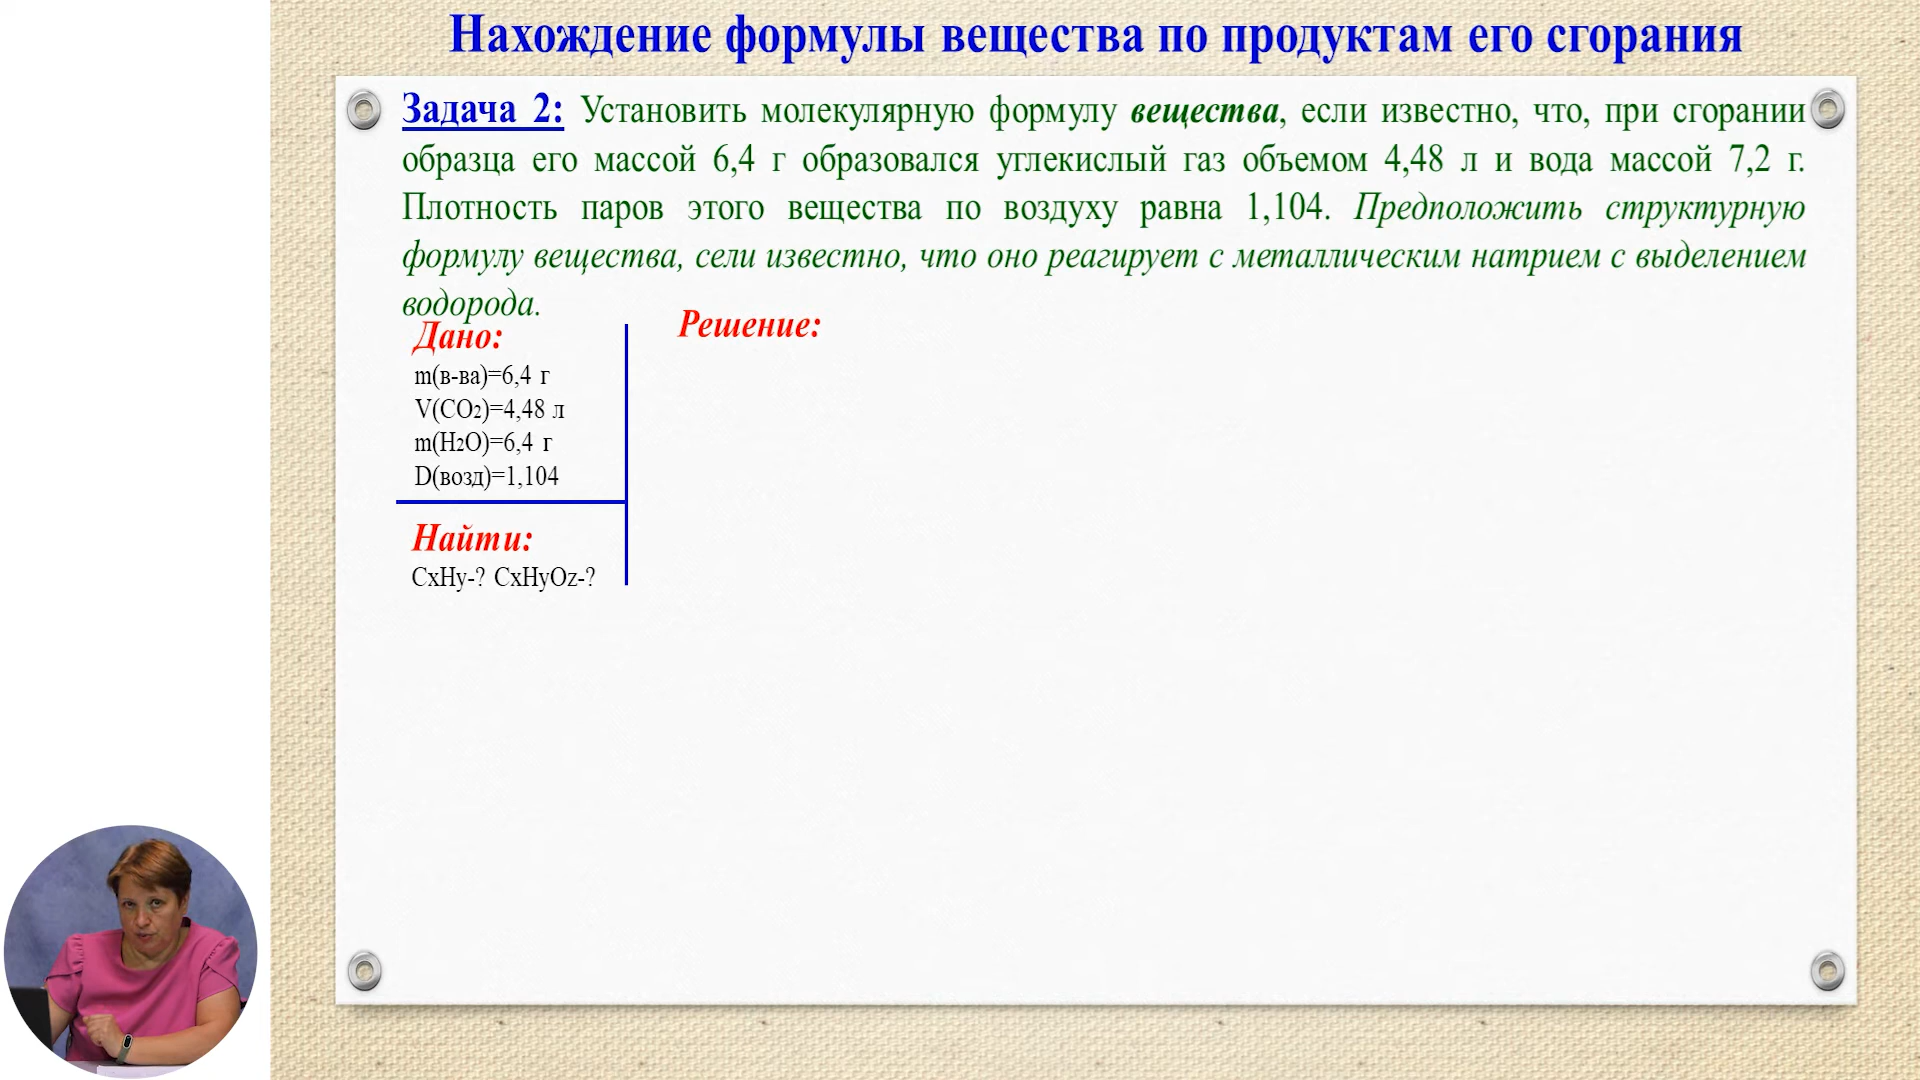 Нахождение формулы вещества по продуктам его сгорания
Задача 2: Установить молекулярную формулу вещества, если известно, что, при сгорании
образца его массой 6,4 г образовался углекислый газ объемом 4,48 л и вода массой 7,2 г.
Плотность паров этого вещества по воздуху равна 1,104. Предположить структурную
формулу вещества, сели известно, что оно реагирует с металлическим натрием с выделением
водорода.
Дано:
Решение:
m(в-ва)=6,4 г
V(CO2)=4,48 л
m(H2O)=6,4 г
D(возд)=1,104
Найти:
CxHy-? CxHyOz-?